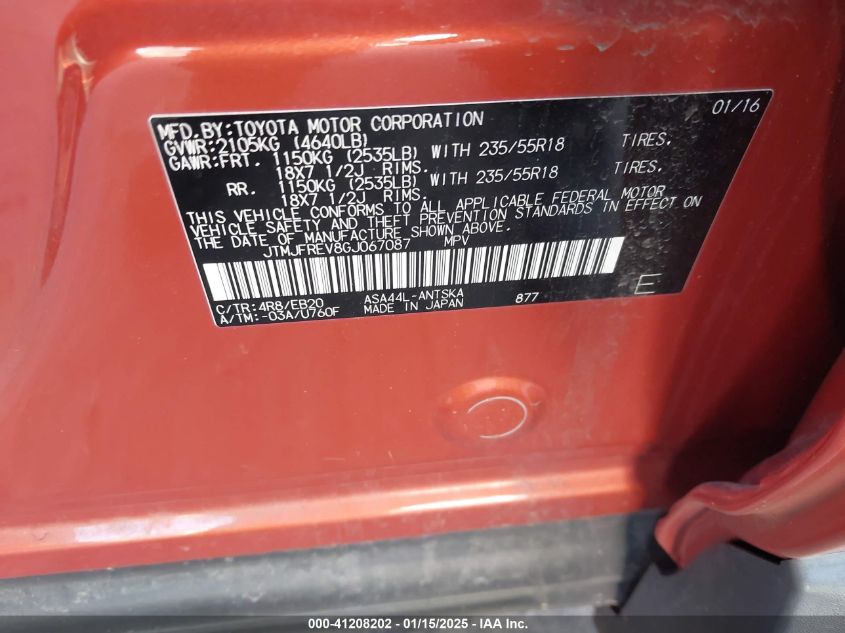 MFD.BY:TOYOTA MOTOR CORPORATION 01/16
GVWR:2105KG (4640LB)
GAWR:FRT. 1150KG (2535LB) WITH 235/55R18 TIRES.
18X7 1/2J RIMS.
RR. 1150KG (2535LB) WITH 235/55R18 TIRES.
18X7 1/2J RIMS.
THIS VEHICLE CONFORMS TO ALL APPLICABLE FEDERAL MOTOR
VEHICLE SAFETY AND THEFT PREVENTION STANDARDS IN EFFECT ON
THE DATE OF MANUFACTURE SHOWN ABOVE.
JTMJFREV8GJ067087 MPV
C/TR:4R8/EB20 ASA44L-ANTSKA 877 E
A/TM:-03A/U760F MADE IN JAPAN
000-41208202 - 01/15/2025 - IAA Inc.